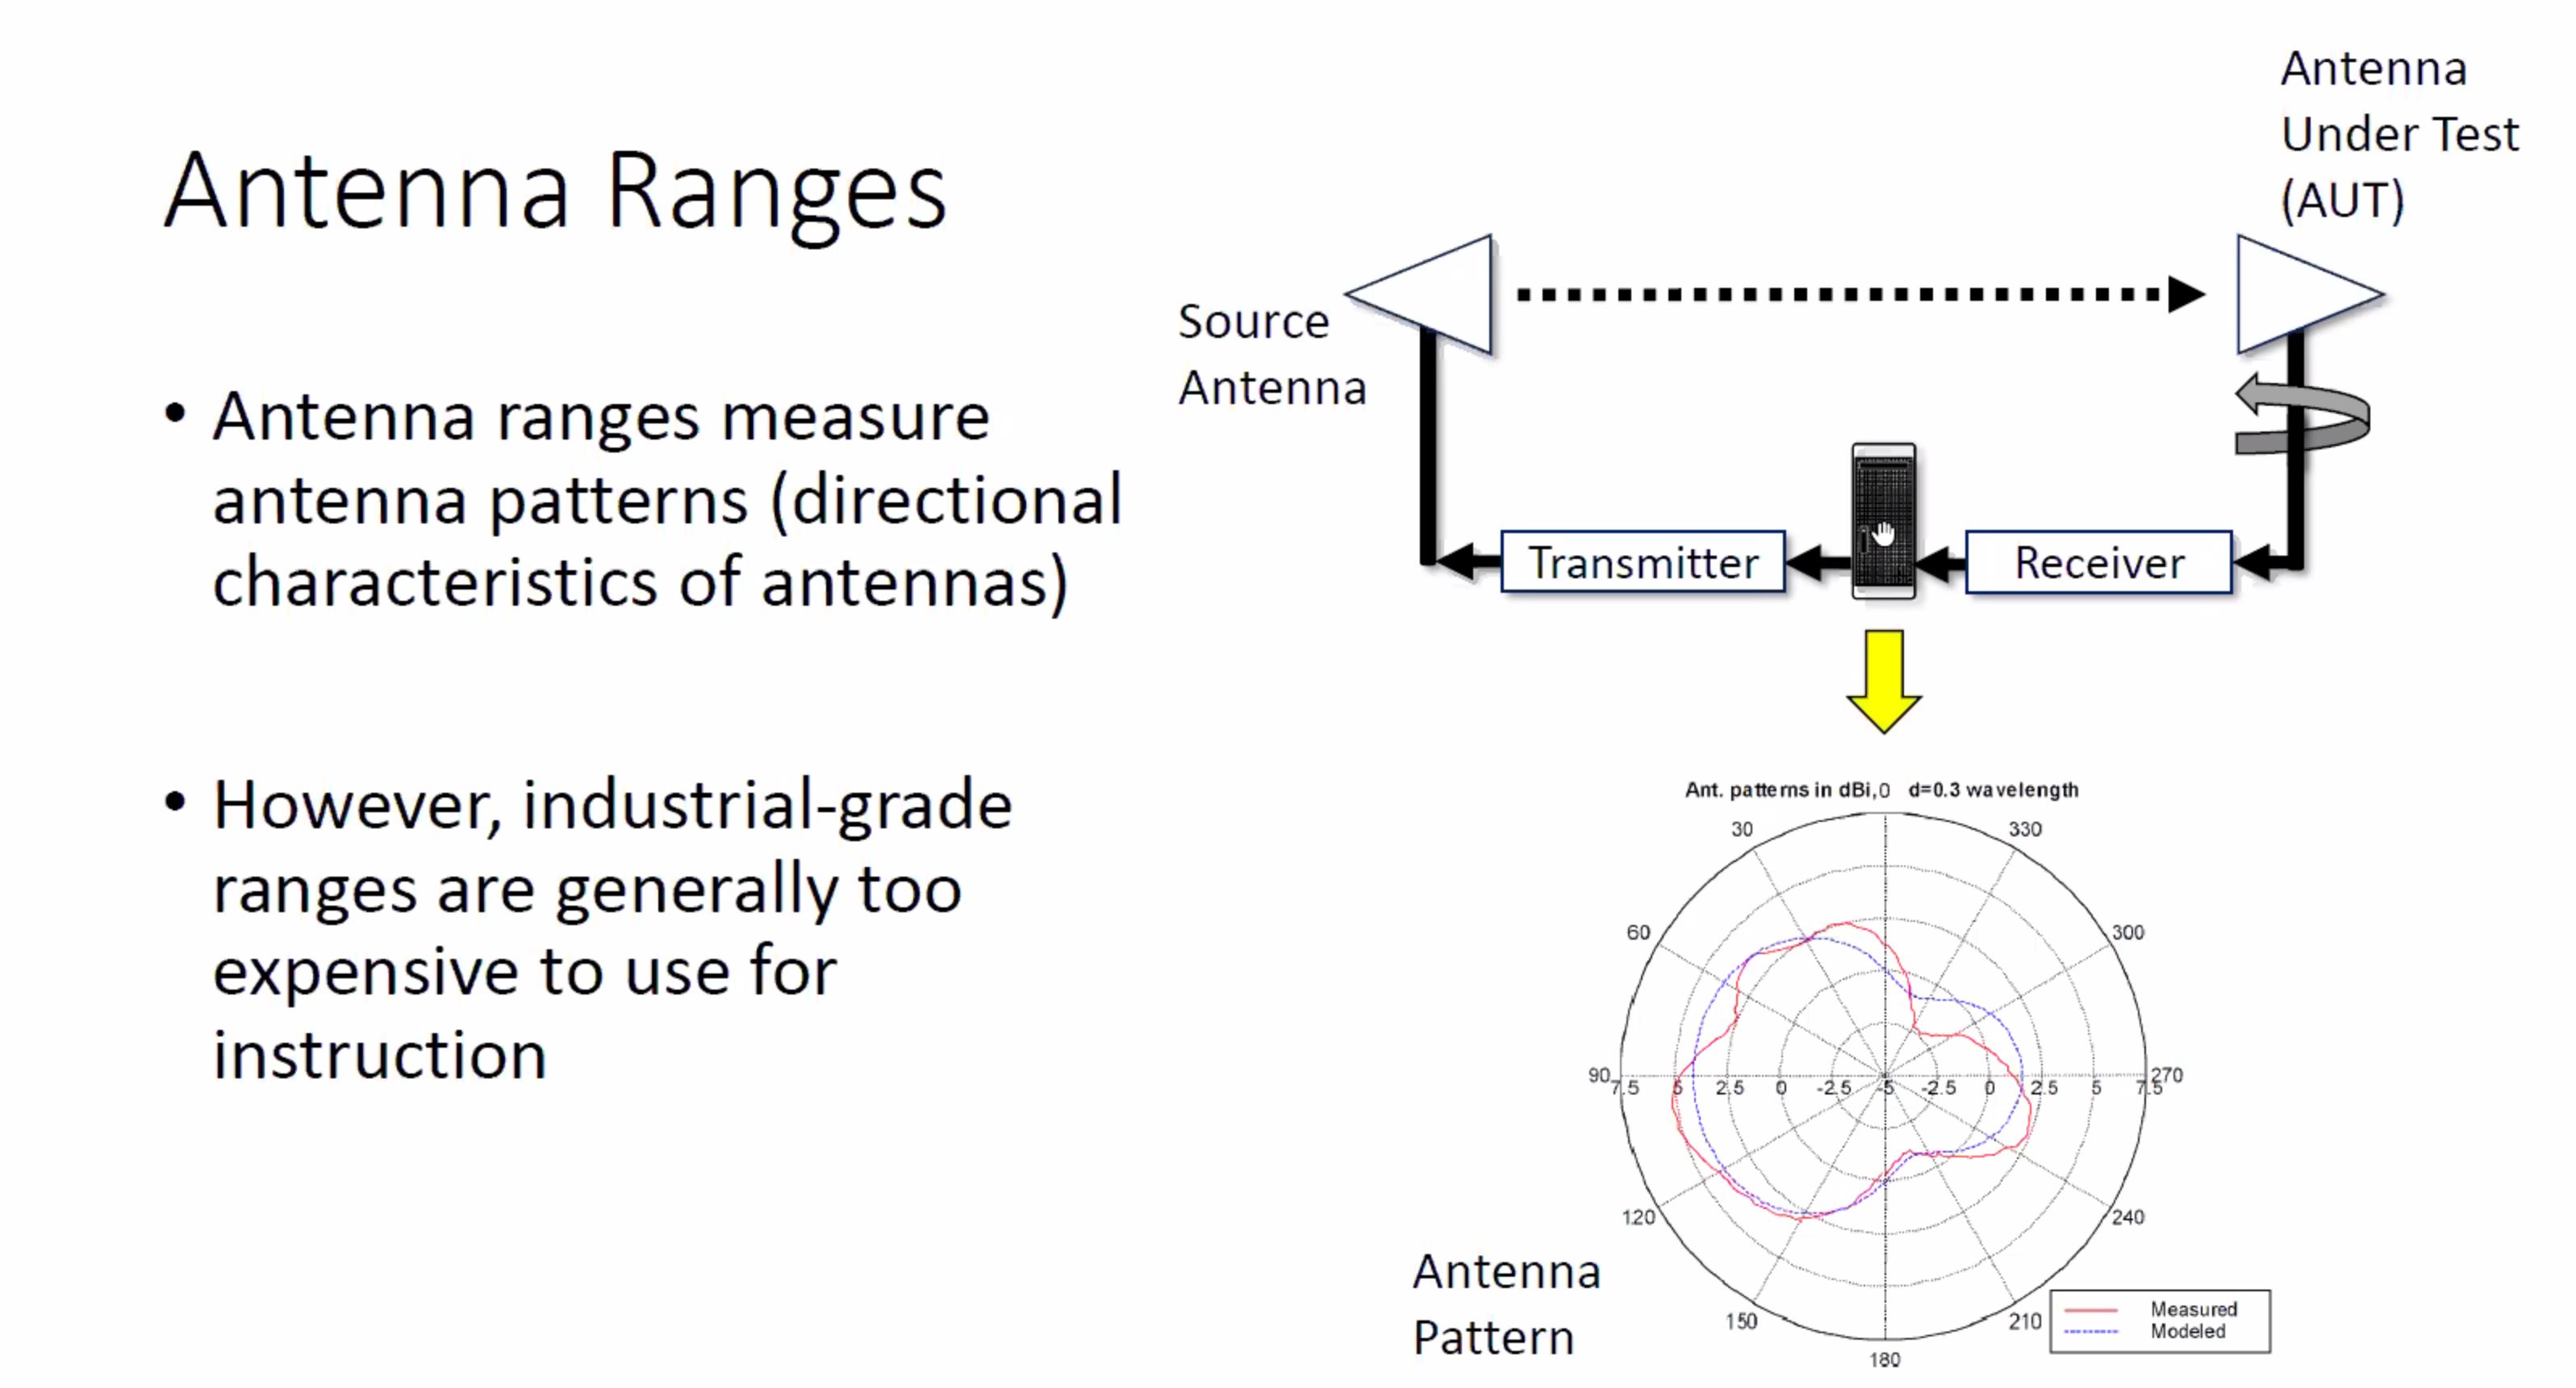 Antenna Ranges
• Antenna ranges measure
antenna patterns (directional
characteristics of antennas)
• However, industrial-grade
ranges are generally too
expensive to use for
instruction
Antenna
Under Test
(AUT)
Source
Antenna
Transmitter
Receiver
Ant. patterns in dBi, 0 d=0.3 wavelength
30
330
60
300
90
270
7.5 5 2.5 0 -2.5 -5 -2.5 0 2.5 5 7.5
120
240
150
210
180
Measured
Modeled
Antenna
Pattern